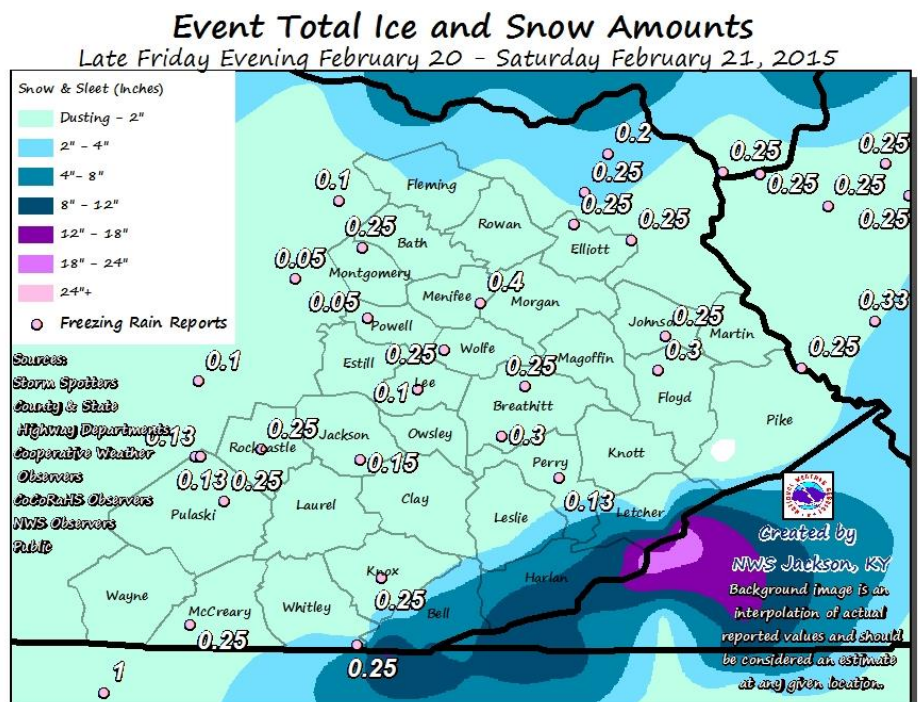 Event Total Ice and Snow Amounts
Late Friday Evening February 20 - Saturday February 21, 2015
Snow & Sleet (Inches)
Dusting - 2"
2" - 4"
4"- 8"
8" - 12"
12" - 18"
18" - 24"
24"+
Freezing Rain Reports
Sources:
Storm Spotters
County & State
Highway Departments
Cooperative Weather
Observers
CoCoRaHS Observers
NWS Observers
Public
0.2
0.25
0.25
0.25
0.25
0.25
0.25
0.25
0.25
0.1
Fleming
Rowan
Elliott
0.25
Bath
0.05
Montgomery
Menifee
0.4
Morgan
0.33
0.05
Powell
Johnson
0.25
Martin
0.25
Estill
0.25
Wolfe
Magoffin
0.3
0.1
Lee
0.1
0.25
Breathitt
Floyd
Pike
0.13
Rockcastle
0.25
Jackson
Owsley
0.3
Perry
Knott
0.15
0.13
0.25
Pulaski
Laurel
Clay
Leslie
0.13
Letcher
Knox
0.25
Harlan
Wayne
McCreary
0.25
Whitley
Bell
0.25
1
Created by
NWS Jackson, KY
Background image is an
interpolation of actual
reported values and should
be considered an estimate
at any given location.